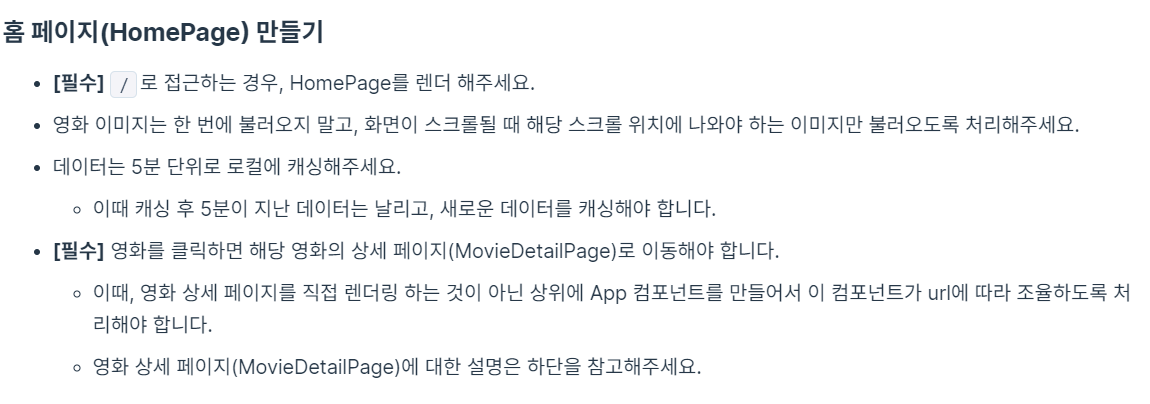 홈 페이지(HomePage) 만들기
[필수] / 로 접근하는 경우, HomePage를 렌더 해주세요.
영화 이미지는 한 번에 불러오지 말고, 화면이 스크롤될 때 해당 스크롤 위치에 나와야 하는 이미지만 불러오도록 처리해주세요.
데이터는 5분 단위로 로컬에 캐싱해주세요.
이때 캐싱 후 5분이 지난 데이터는 날리고, 새로운 데이터를 캐싱해야 합니다.
[필수] 영화를 클릭하면 해당 영화의 상세 페이지(MovieDetailPage)로 이동해야 합니다.
이때, 영화 상세 페이지를 직접 렌더링 하는 것이 아닌 상위에 App 컴포넌트를 만들어서 이 컴포넌트가 url에 따라 조율하도록 처
리해야 합니다.
영화 상세 페이지(MovieDetailPage)에 대한 설명은 하단을 참고해주세요.